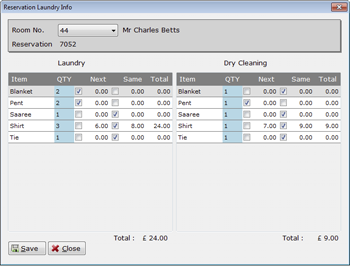 Reservation Laundry Info
Room No. 44 Mr Charles Betts
Reservation 7052
Laundry Dry Cleaning
Item QTY Next Same Total Item QTY Next Same Total
Blanket 2 0.00 0.00 0.00 Blanket 1 0.00 0.00 0.00
Pent 2 0.00 0.00 0.00 Pent 1 0.00 0.00 0.00
Saaree 1 0.00 0.00 0.00 Saaree 1 0.00 0.00 0.00
Shirt 3 6.00 8.00 24.00 Shirt 1 7.00 9.00 9.00
Tie 1 0.00 0.00 0.00 Tie 1 0.00 0.00 0.00
Total : £ 24.00 Total : £ 9.00
Save Close